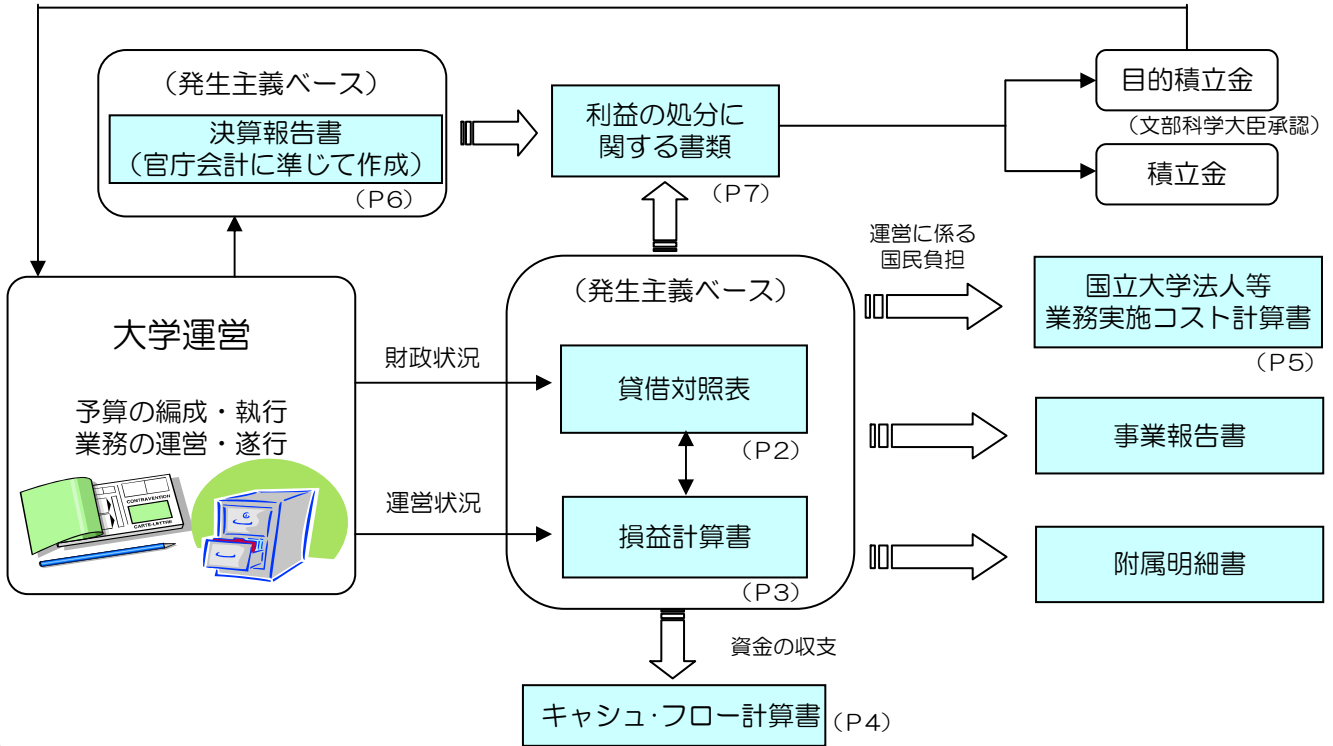 （発生主義ベース）
決算報告書
（官庁会計に準じて作成）
（P6）
利益の処分に
関する書類
（P7）
目的積立金
（文部科学大臣承認）
積立金
大学運営
予算の編成・執行
業務の運営・遂行
CONTRAVENTION
CARTE-LETTRE
財政状況
運営状況
（発生主義ベース）
貸借対照表
（P2）
損益計算書
（P3）
運営に係る
国民負担
国立大学法人等
業務実施コスト計算書
（P5）
事業報告書
附属明細書
資金の収支
キャシュ・フロー計算書
（P4）